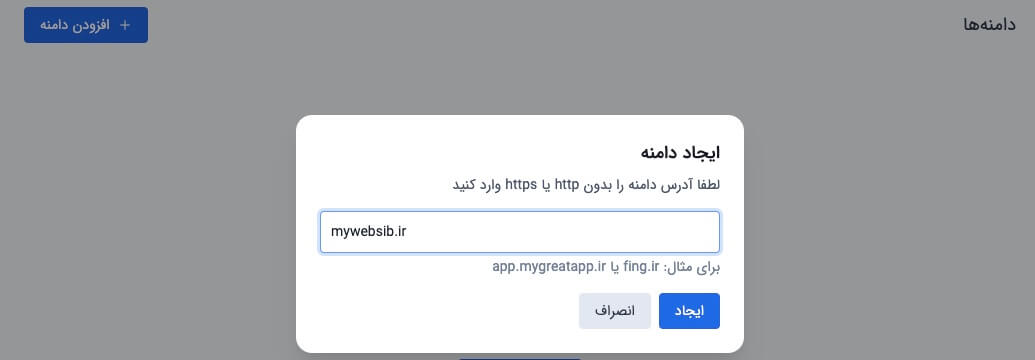 دامنه‌ها
افزودن دامنه +
ایجاد دامنه
لطفا آدرس دامنه را بدون http یا https وارد کنید
mywebsib.ir
برای مثال: fing.ir یا app.mygreatapp.ir
ایجاد
انصراف